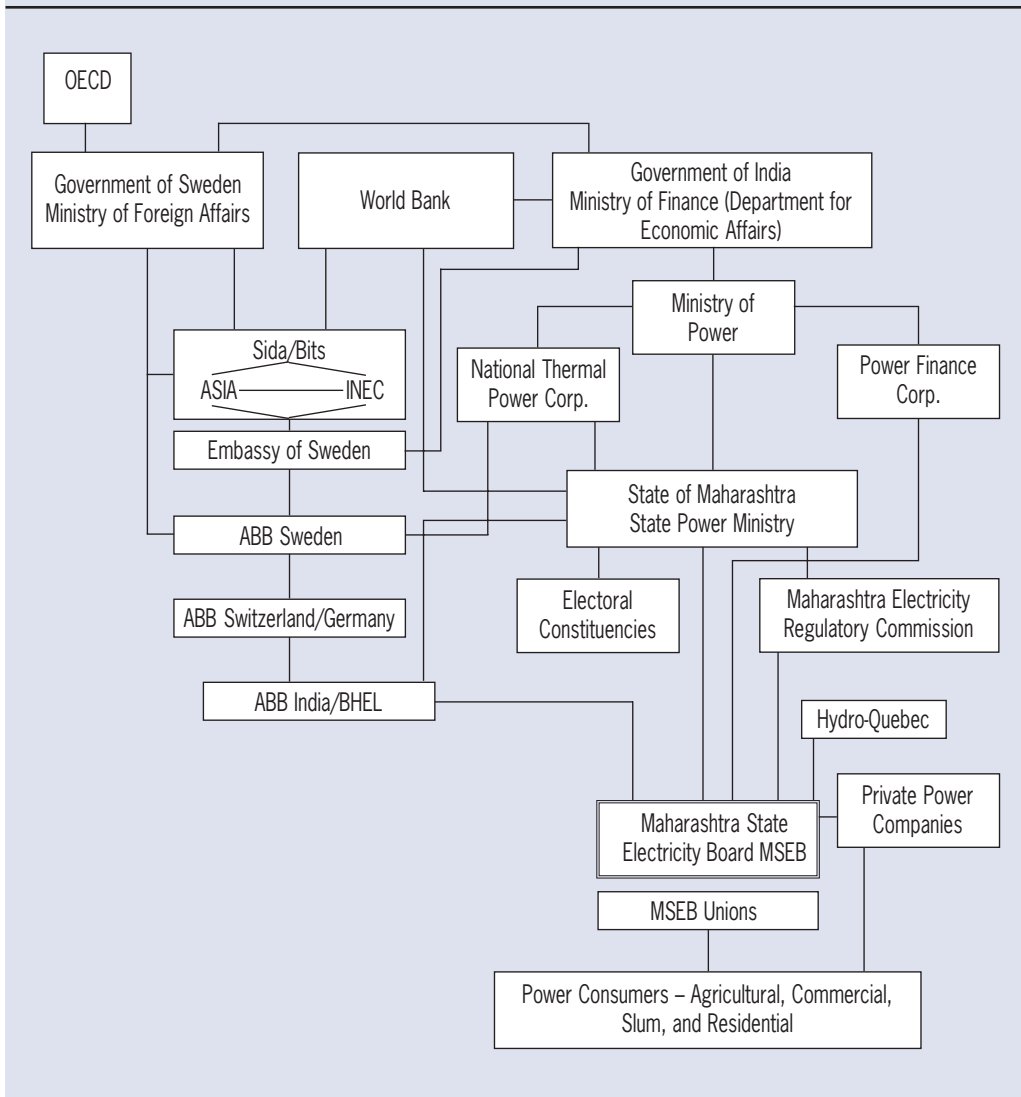 OECD
Government of Sweden
Ministry of Foreign Affairs
World Bank
Government of India
Ministry of Finance (Department for
Economic Affairs)
Ministry of
Power
Sida/Bits
ASIA
INEC
National Thermal
Power Corp.
Power Finance
Corp.
Embassy of Sweden
State of Maharashtra
State Power Ministry
ABB Sweden
Electoral
Constituencies
Maharashtra Electricity
Regulatory Commission
ABB Switzerland/Germany
ABB India/BHEL
Hydro-Quebec
Private Power
Companies
Maharashtra State
Electricity Board MSEB
MSEB Unions
Power Consumers – Agricultural, Commercial,
Slum, and Residential